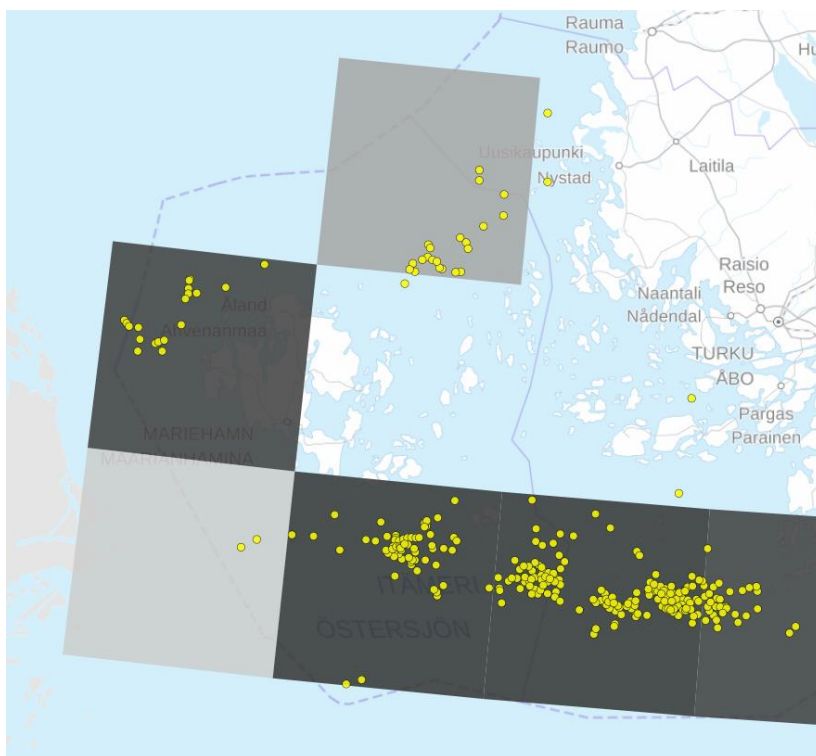 Rauma
Raumo
Hu
Uusikaupunki
Nystad
Laitila
Raisio
Reso
Naantali
Nådendal
Åland
Ahvenanmaa
TURKU
ÅBO
Pargas
Parainen
MARIEHAMN
MAARIANHAMINA
ITÄMERI
ÖSTERSJÖN